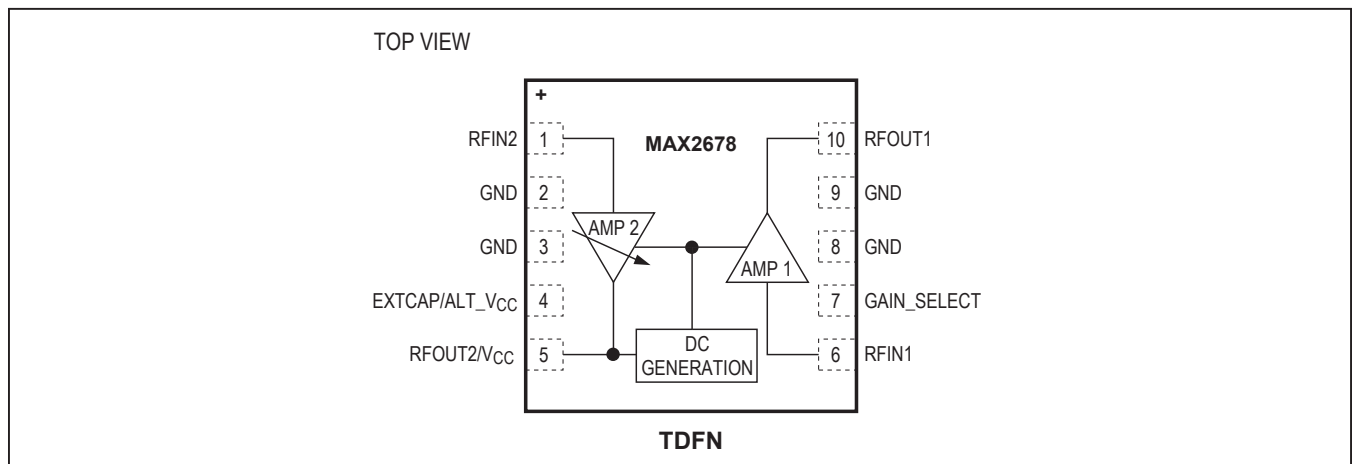 TOP VIEW
+
MAX2678
RFIN2 1
GND 2
GND 3
EXTCAP/ALT_VCC 4
RFOUT2/VCC 5
10 RFOUT1
9 GND
8 GND
7 GAIN_SELECT
6 RFIN1
AMP 2
AMP 1
DC
GENERATION
TDFN